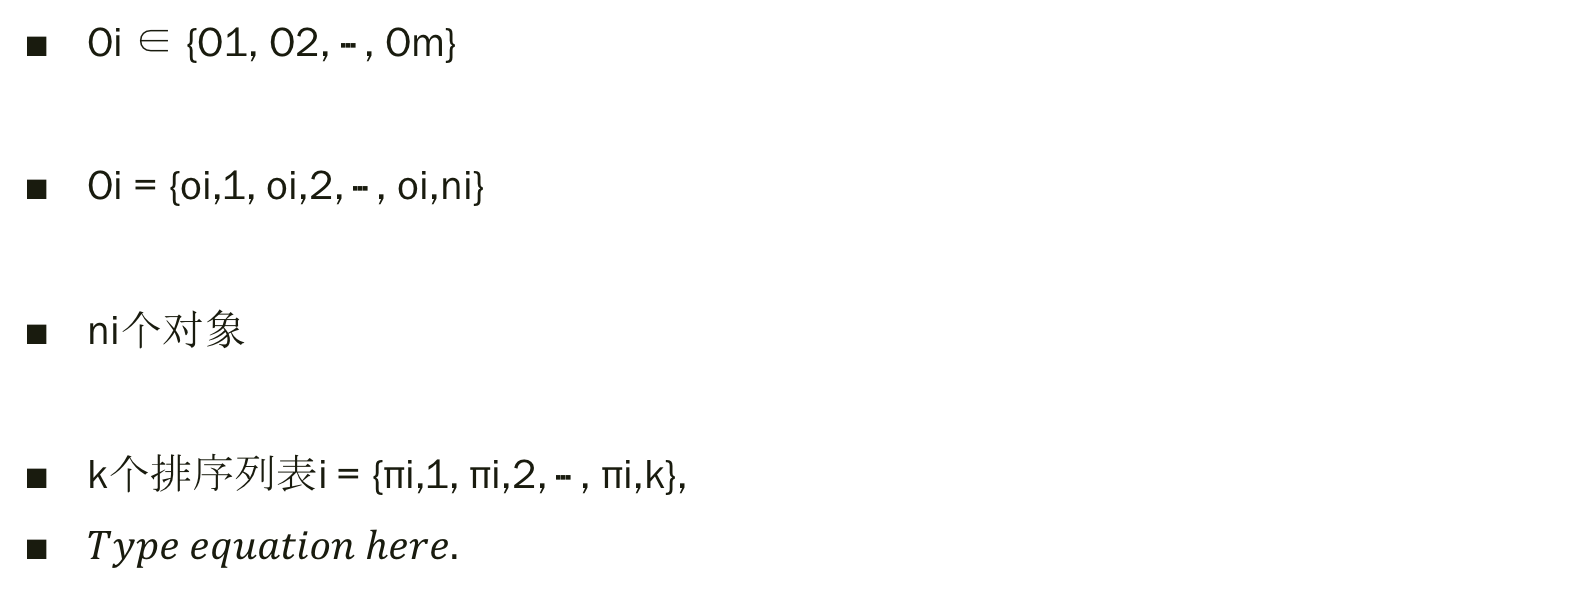 ▪ Oi ∈ {O1, O2, ┅ , Om}
▪ Oi = {oi,1, oi,2, ┅ , oi,ni}
▪ ni个对象
▪ k个排序列表i = {πi,1, πi,2, ┅ , πi,k},
▪ Type equation here.